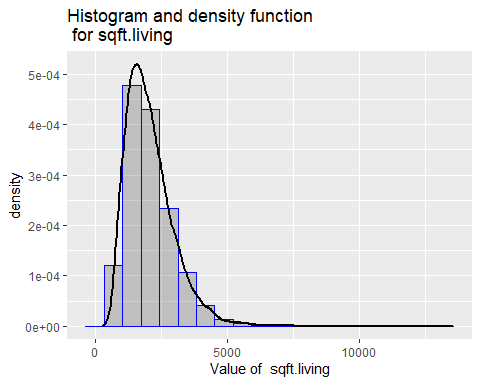 Histogram and density function
for sqft.living
5e-04
4e-04
3e-04
2e-04
1e-04
0e+00
density
0 5000 10000
Value of sqft.living